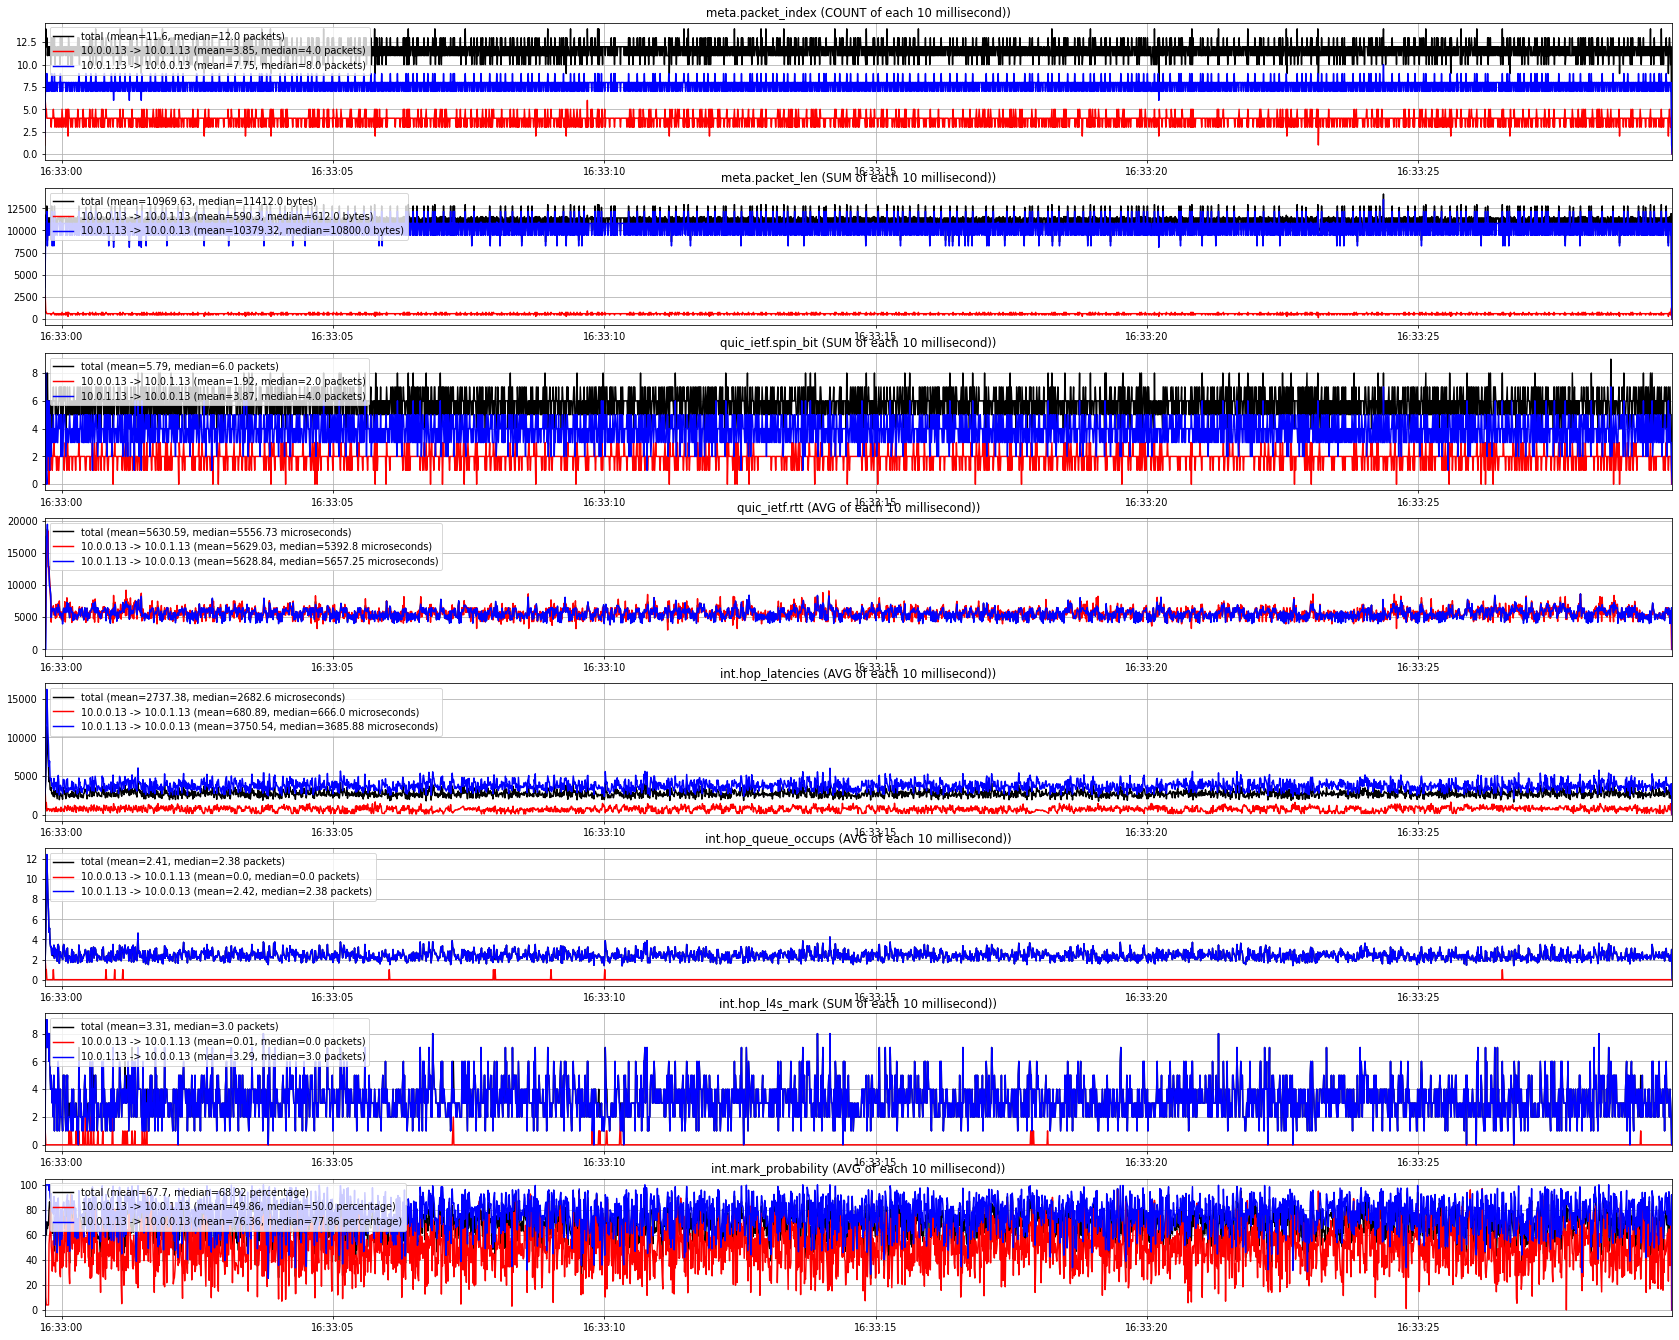 meta.packet_index (COUNT of each 10 millisecond))
total (mean=11.6, median=12.0 packets)
10.0.0.13 -> 10.0.1.13 (mean=3.85, median=4.0 packets)
10.0.1.13 -> 10.0.0.13 (mean=7.75, median=8.0 packets)
12.5
10.0
7.5
5.0
2.5
0.0
16:33:00 16:33:05 16:33:10 16:33:15 16:33:20 16:33:25
meta.packet_len (SUM of each 10 millisecond))
total (mean=10969.63, median=11412.0 bytes)
10.0.0.13 -> 10.0.1.13 (mean=590.3, median=612.0 bytes)
10.0.1.13 -> 10.0.0.13 (mean=10379.32, median=10800.0 bytes)
12500
10000
7500
5000
2500
0
16:33:00 16:33:05 16:33:10 16:33:15 16:33:20 16:33:25
quic_ietf.spin_bit (SUM of each 10 millisecond))
total (mean=5.79, median=6.0 packets)
10.0.0.13 -> 10.0.1.13 (mean=1.92, median=2.0 packets)
10.0.1.13 -> 10.0.0.13 (mean=3.87, median=4.0 packets)
8
6
4
2
0
16:33:00 16:33:05 16:33:10 16:33:15 16:33:20 16:33:25
quic_ietf.rtt (AVG of each 10 millisecond))
total (mean=5630.59, median=5556.73 microseconds)
10.0.0.13 -> 10.0.1.13 (mean=5629.03, median=5392.8 microseconds)
10.0.1.13 -> 10.0.0.13 (mean=5628.84, median=5657.25 microseconds)
20000
15000
10000
5000
0
16:33:00 16:33:05 16:33:10 16:33:15 16:33:20 16:33:25
int.hop_latencies (AVG of each 10 millisecond))
total (mean=2737.38, median=2682.6 microseconds)
10.0.0.13 -> 10.0.1.13 (mean=680.89, median=666.0 microseconds)
10.0.1.13 -> 10.0.0.13 (mean=3750.54, median=3685.88 microseconds)
15000
10000
5000
0
16:33:00 16:33:05 16:33:10 16:33:15 16:33:20 16:33:25
int.hop_queue_occups (AVG of each 10 millisecond))
total (mean=2.41, median=2.38 packets)
10.0.0.13 -> 10.0.1.13 (mean=0.0, median=0.0 packets)
10.0.1.13 -> 10.0.0.13 (mean=2.42, median=2.38 packets)
12
10
8
6
4
2
0
16:33:00 16:33:05 16:33:10 16:33:15 16:33:20 16:33:25
int.hop_l4s_mark (SUM of each 10 millisecond))
total (mean=3.31, median=3.0 packets)
10.0.0.13 -> 10.0.1.13 (mean=0.01, median=0.0 packets)
10.0.1.13 -> 10.0.0.13 (mean=3.29, median=3.0 packets)
8
6
4
2
0
16:33:00 16:33:05 16:33:10 16:33:15 16:33:20 16:33:25
int.mark_probability (AVG of each 10 millisecond))
total (mean=67.7, median=68.92 percentage)
10.0.0.13 -> 10.0.1.13 (mean=49.86, median=50.0 percentage)
10.0.1.13 -> 10.0.0.13 (mean=76.36, median=77.86 percentage)
100
80
60
40
20
0
16:33:00 16:33:05 16:33:10 16:33:15 16:33:20 16:33:25